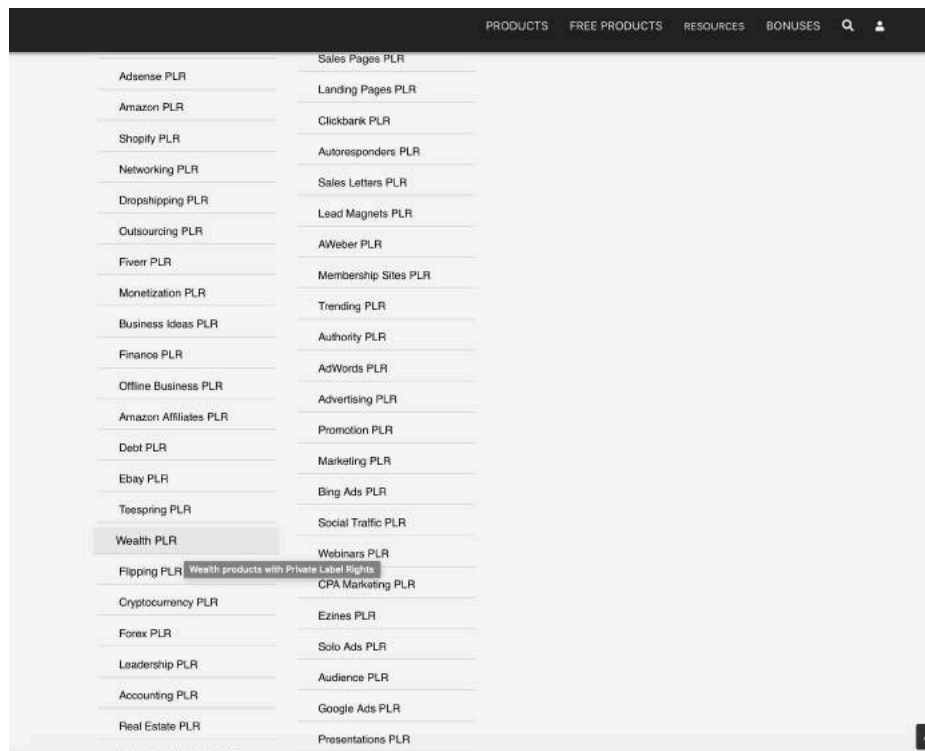 PRODUCTS FREE PRODUCTS RESOURCES BONUSES
Adsense PLR
Amazon PLR
Shopify PLR
Networking PLR
Dropshipping PLR
Outsourcing PLR
Fiverr PLR
Monetization PLR
Business Ideas PLR
Finance PLR
Offline Business PLR
Amazon Affiliates PLR
Debt PLR
Ebay PLR
Teespring PLR
Wealth PLR
Wealth products with Private Label Rights
Flipping PLR
Cryptocurrency PLR
Forex PLR
Leadership PLR
Accounting PLR
Real Estate PLR
Sales Pages PLR
Landing Pages PLR
Clickbank PLR
Autoresponders PLR
Sales Letters PLR
Lead Magnets PLR
AWeber PLR
Membership Sites PLR
Trending PLR
Authority PLR
AdWords PLR
Advertising PLR
Promotion PLR
Marketing PLR
Bing Ads PLR
Social Traffic PLR
Webinars PLR
CPA Marketing PLR
Ezines PLR
Solo Ads PLR
Audience PLR
Google Ads PLR
Presentations PLR